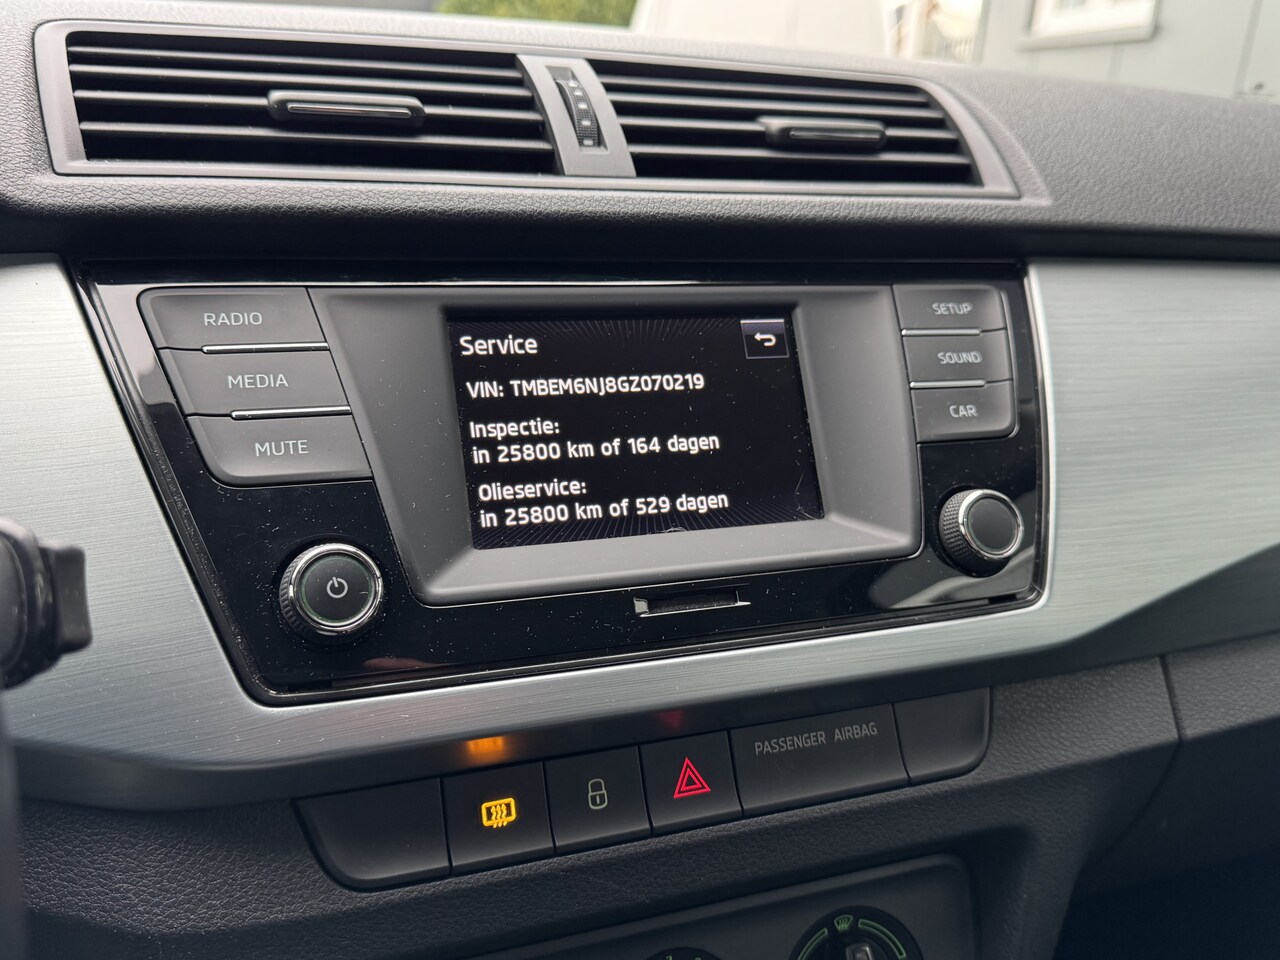 RADIO
MEDIA
MUTE
Service
VIN: TMBEM6NJ8GZ070219
Inspectie:
in 25800 km of 164 dagen
Olieservice:
in 25800 km of 529 dagen
SETUP
SOUND
CAR
PASSENGER AIRBAG